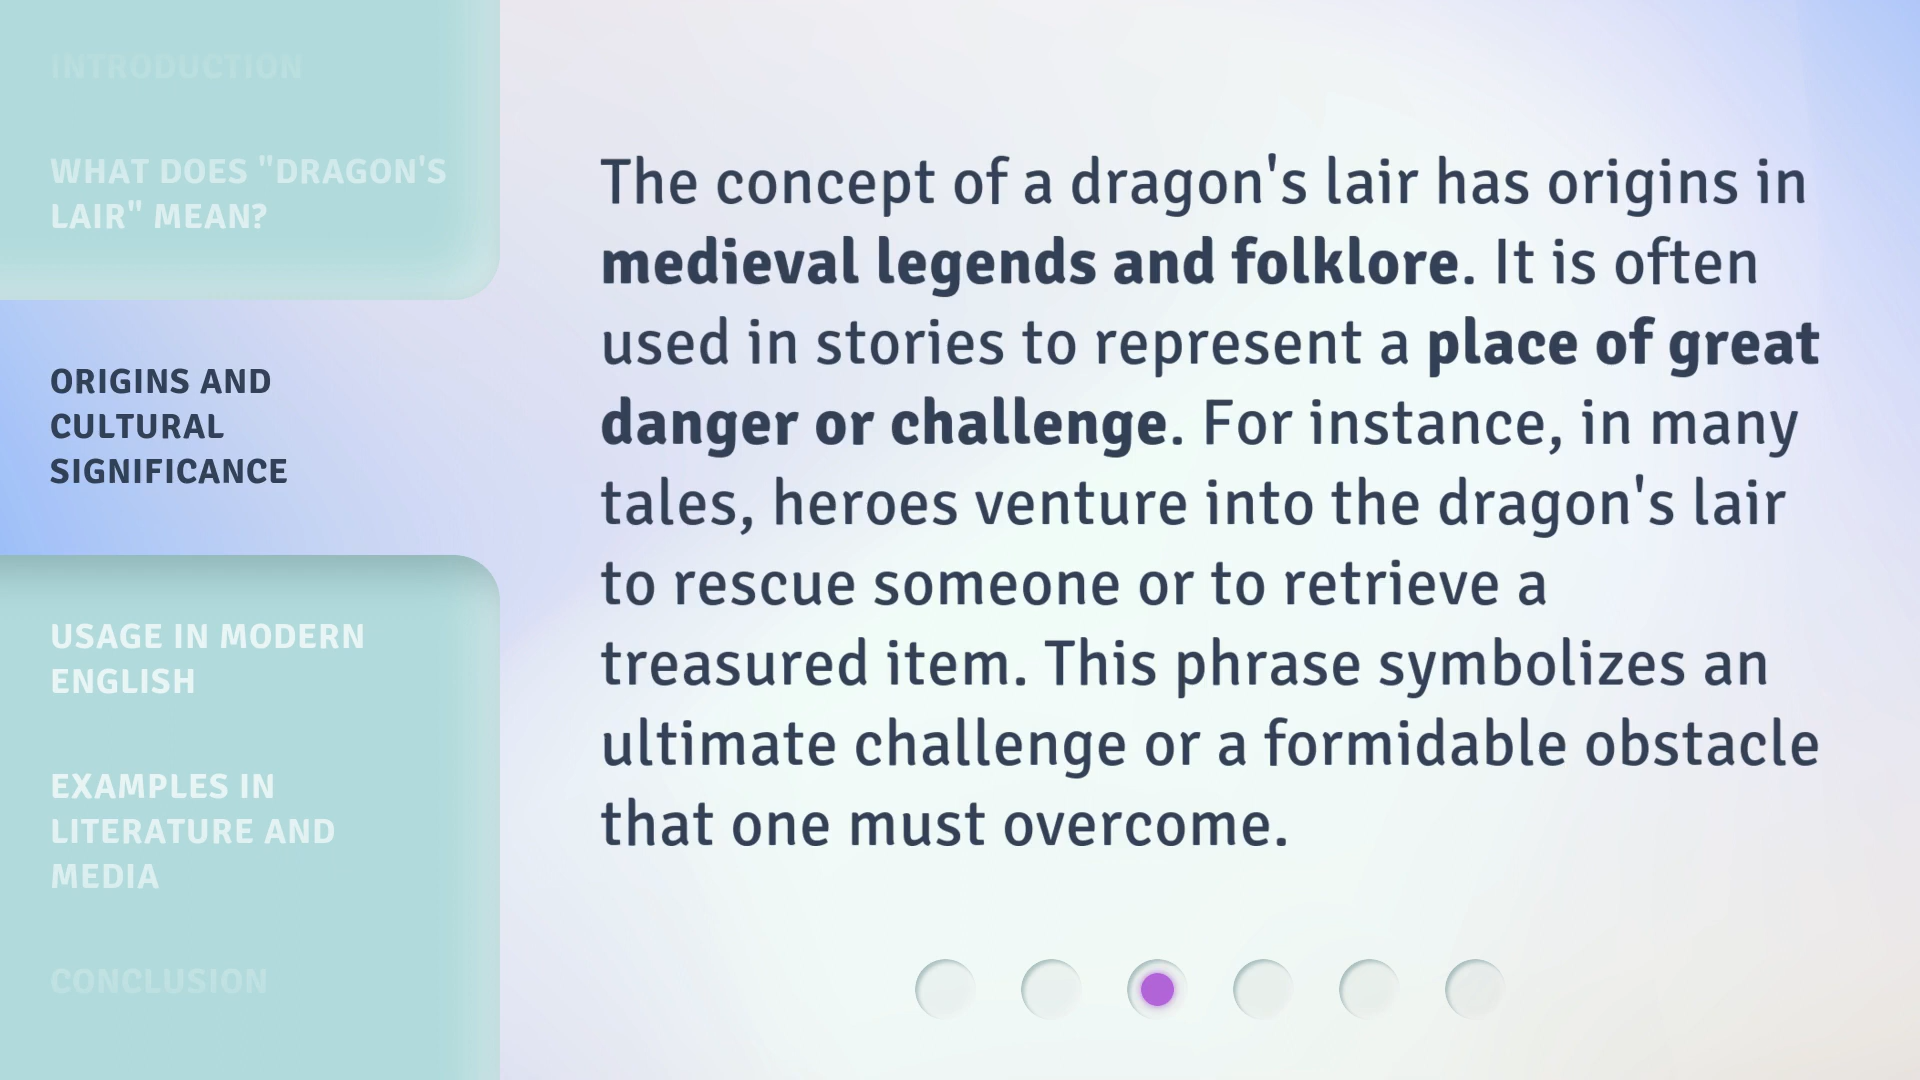 INTRODUCTION
WHAT DOES "DRAGON'S
LAIR" MEAN?
ORIGINS AND
CULTURAL
SIGNIFICANCE
USAGE IN MODERN
ENGLISH
EXAMPLES IN
LITERATURE AND
MEDIA
CONCLUSION
The concept of a dragon's lair has origins in
medieval legends and folklore. It is often
used in stories to represent a place of great
danger or challenge. For instance, in many
tales, heroes venture into the dragon's lair
to rescue someone or to retrieve a
treasured item. This phrase symbolizes an
ultimate challenge or a formidable obstacle
that one must overcome.